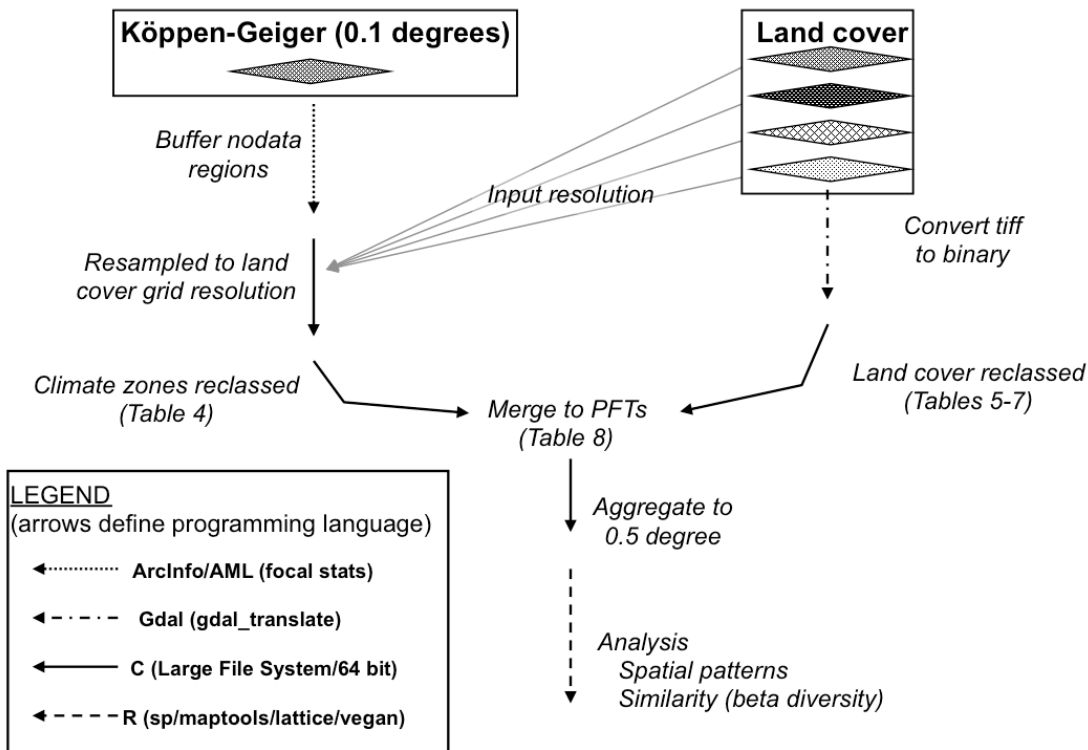 Köppen-Geiger (0.1 degrees)
Land cover
Buffer nodata
regions
Input resolution
Convert tiff
to binary
Resampled to land
cover grid resolution
Climate zones reclassed
(Table 4)
Land cover reclassed
(Tables 5-7)
Merge to PFTs
(Table 8)
Aggregate to
0.5 degree
Analysis
Spatial patterns
Similarity (beta diversity)
LEGEND
(arrows define programming language)
ArcInfo/AML (focal stats)
Gdal (gdal_translate)
C (Large File System/64 bit)
R (sp/maptools/lattice/vegan)